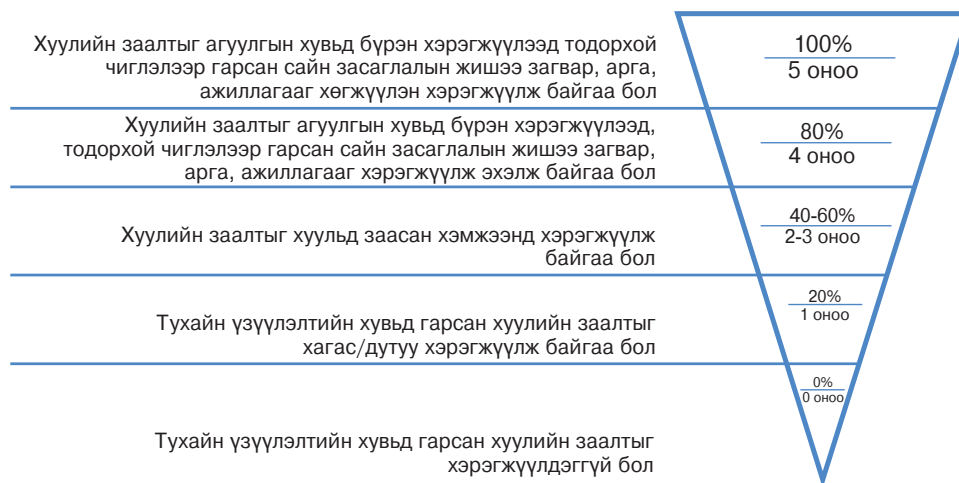 Хуулийн заалтыг агуулгын хувьд бүрэн хэрэгжүүлээд тодорхой
чиглэлээр гарсан сайн засаглалын жишээ загвар, арга,
ажиллагааг хөгжүүлэн хэрэгжүүлж байгаа бол
100%
5 оноо
Хуулийн заалтыг агуулгын хувьд бүрэн хэрэгжүүлээд,
тодорхой чиглэлээр гарсан сайн засаглалын жишээ загвар,
арга, ажиллагааг хэрэгжүүлж эхэлж байгаа бол
80%
4 оноо
Хуулийн заалтыг хуульд заасан хэмжээнд хэрэгжүүлж
байгаа бол
40-60%
2-3 оноо
Тухайн үзүүлэлтийн хувьд гарсан хуулийн заалтыг
хагас/дутуу хэрэгжүүлж байгаа бол
20%
1 оноо
0%
0 оноо
Тухайн үзүүлэлтийн хувьд гарсан хуулийн заалтыг
хэрэгжүүлдэггүй бол